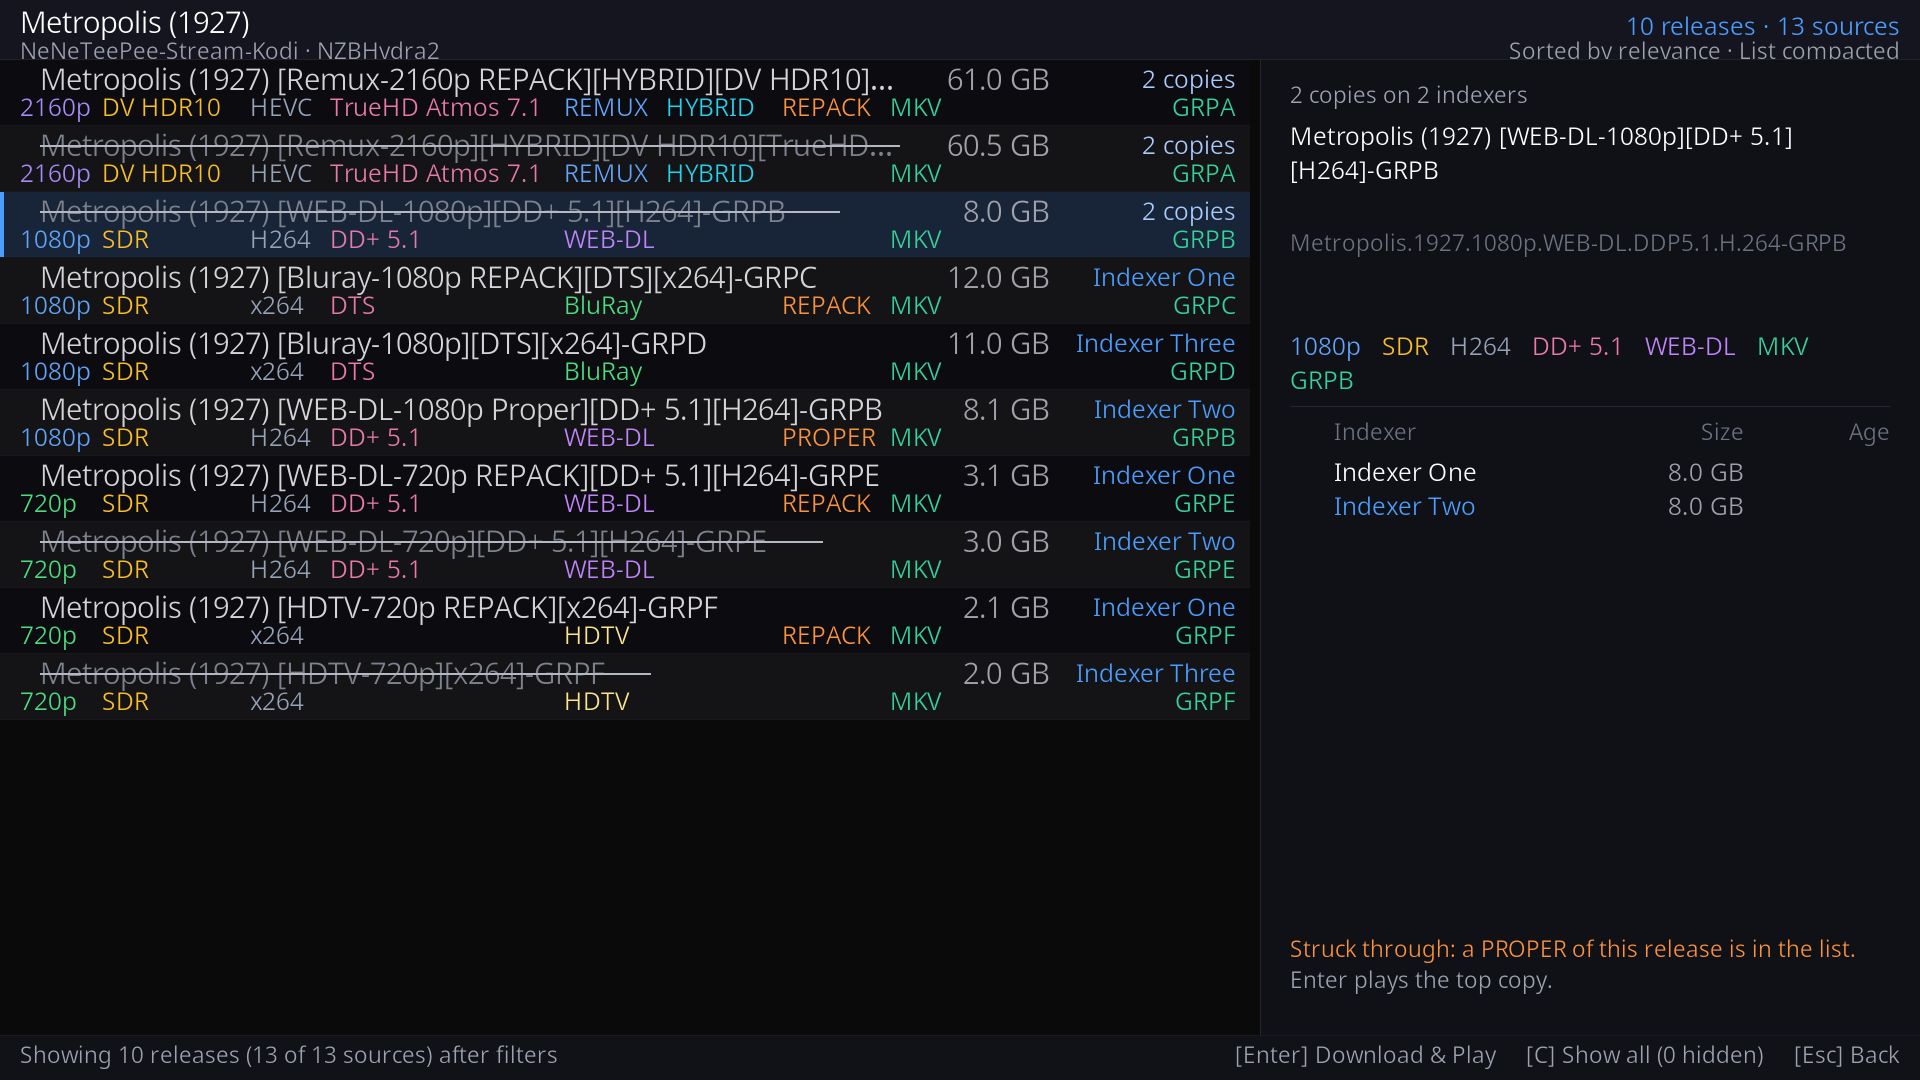 Metropolis (1927)
10 releases · 13 sources
NeNeTeePee-Stream-Kodi · NZBHydra2
Sorted by relevance · List compacted
Metropolis (1927) [Remux-2160p REPACK][HYBRID][DV HDR10]... 61.0 GB 2 copies
2160p DV HDR10 HEVC TrueHD Atmos 7.1 REMUX HYBRID REPACK MKV GRPA
Metropolis (1927) [Remux-2160p][HYBRID][DV HDR10][TrueHD... 60.5 GB 2 copies
2160p DV HDR10 HEVC TrueHD Atmos 7.1 REMUX HYBRID MKV GRPA
Metropolis (1927) [WEB-DL-1080p][DD+ 5.1][H264]-GRPB 8.0 GB 2 copies
1080p SDR H264 DD+ 5.1 WEB-DL MKV GRPB
Metropolis (1927) [Bluray-1080p REPACK][DTS][x264]-GRPC 12.0 GB Indexer One
1080p SDR x264 DTS BluRay REPACK MKV GRPC
Metropolis (1927) [Bluray-1080p][DTS][x264]-GRPD 11.0 GB Indexer Three
1080p SDR x264 DTS BluRay MKV GRPD
Metropolis (1927) [WEB-DL-1080p Proper][DD+ 5.1][H264]-GRPB 8.1 GB Indexer Two
1080p SDR H264 DD+ 5.1 WEB-DL PROPER MKV GRPB
Metropolis (1927) [WEB-DL-720p REPACK][DD+ 5.1][H264]-GRPE 3.1 GB Indexer One
720p SDR H264 DD+ 5.1 WEB-DL REPACK MKV GRPE
Metropolis (1927) [WEB-DL-720p][DD+ 5.1][H264]-GRPE 3.0 GB Indexer Two
720p SDR H264 DD+ 5.1 WEB-DL MKV GRPE
Metropolis (1927) [HDTV-720p REPACK][x264]-GRPF 2.1 GB Indexer One
720p SDR x264 HDTV REPACK MKV GRPF
Metropolis (1927) [HDTV-720p][x264]-GRPF 2.0 GB Indexer Three
720p SDR x264 HDTV MKV GRPF
2 copies on 2 indexers
Metropolis (1927) [WEB-DL-1080p][DD+ 5.1]
[H264]-GRPB
Metropolis.1927.1080p.WEB-DL.DDP5.1.H.264-GRPB
1080p SDR H264 DD+ 5.1 WEB-DL MKV
GRPB
Indexer Size Age
Indexer One 8.0 GB
Indexer Two 8.0 GB
Struck through: a PROPER of this release is in the list.
Enter plays the top copy.
Showing 10 releases (13 of 13 sources) after filters
[Enter] Download & Play [C] Show all (0 hidden) [Esc] Back